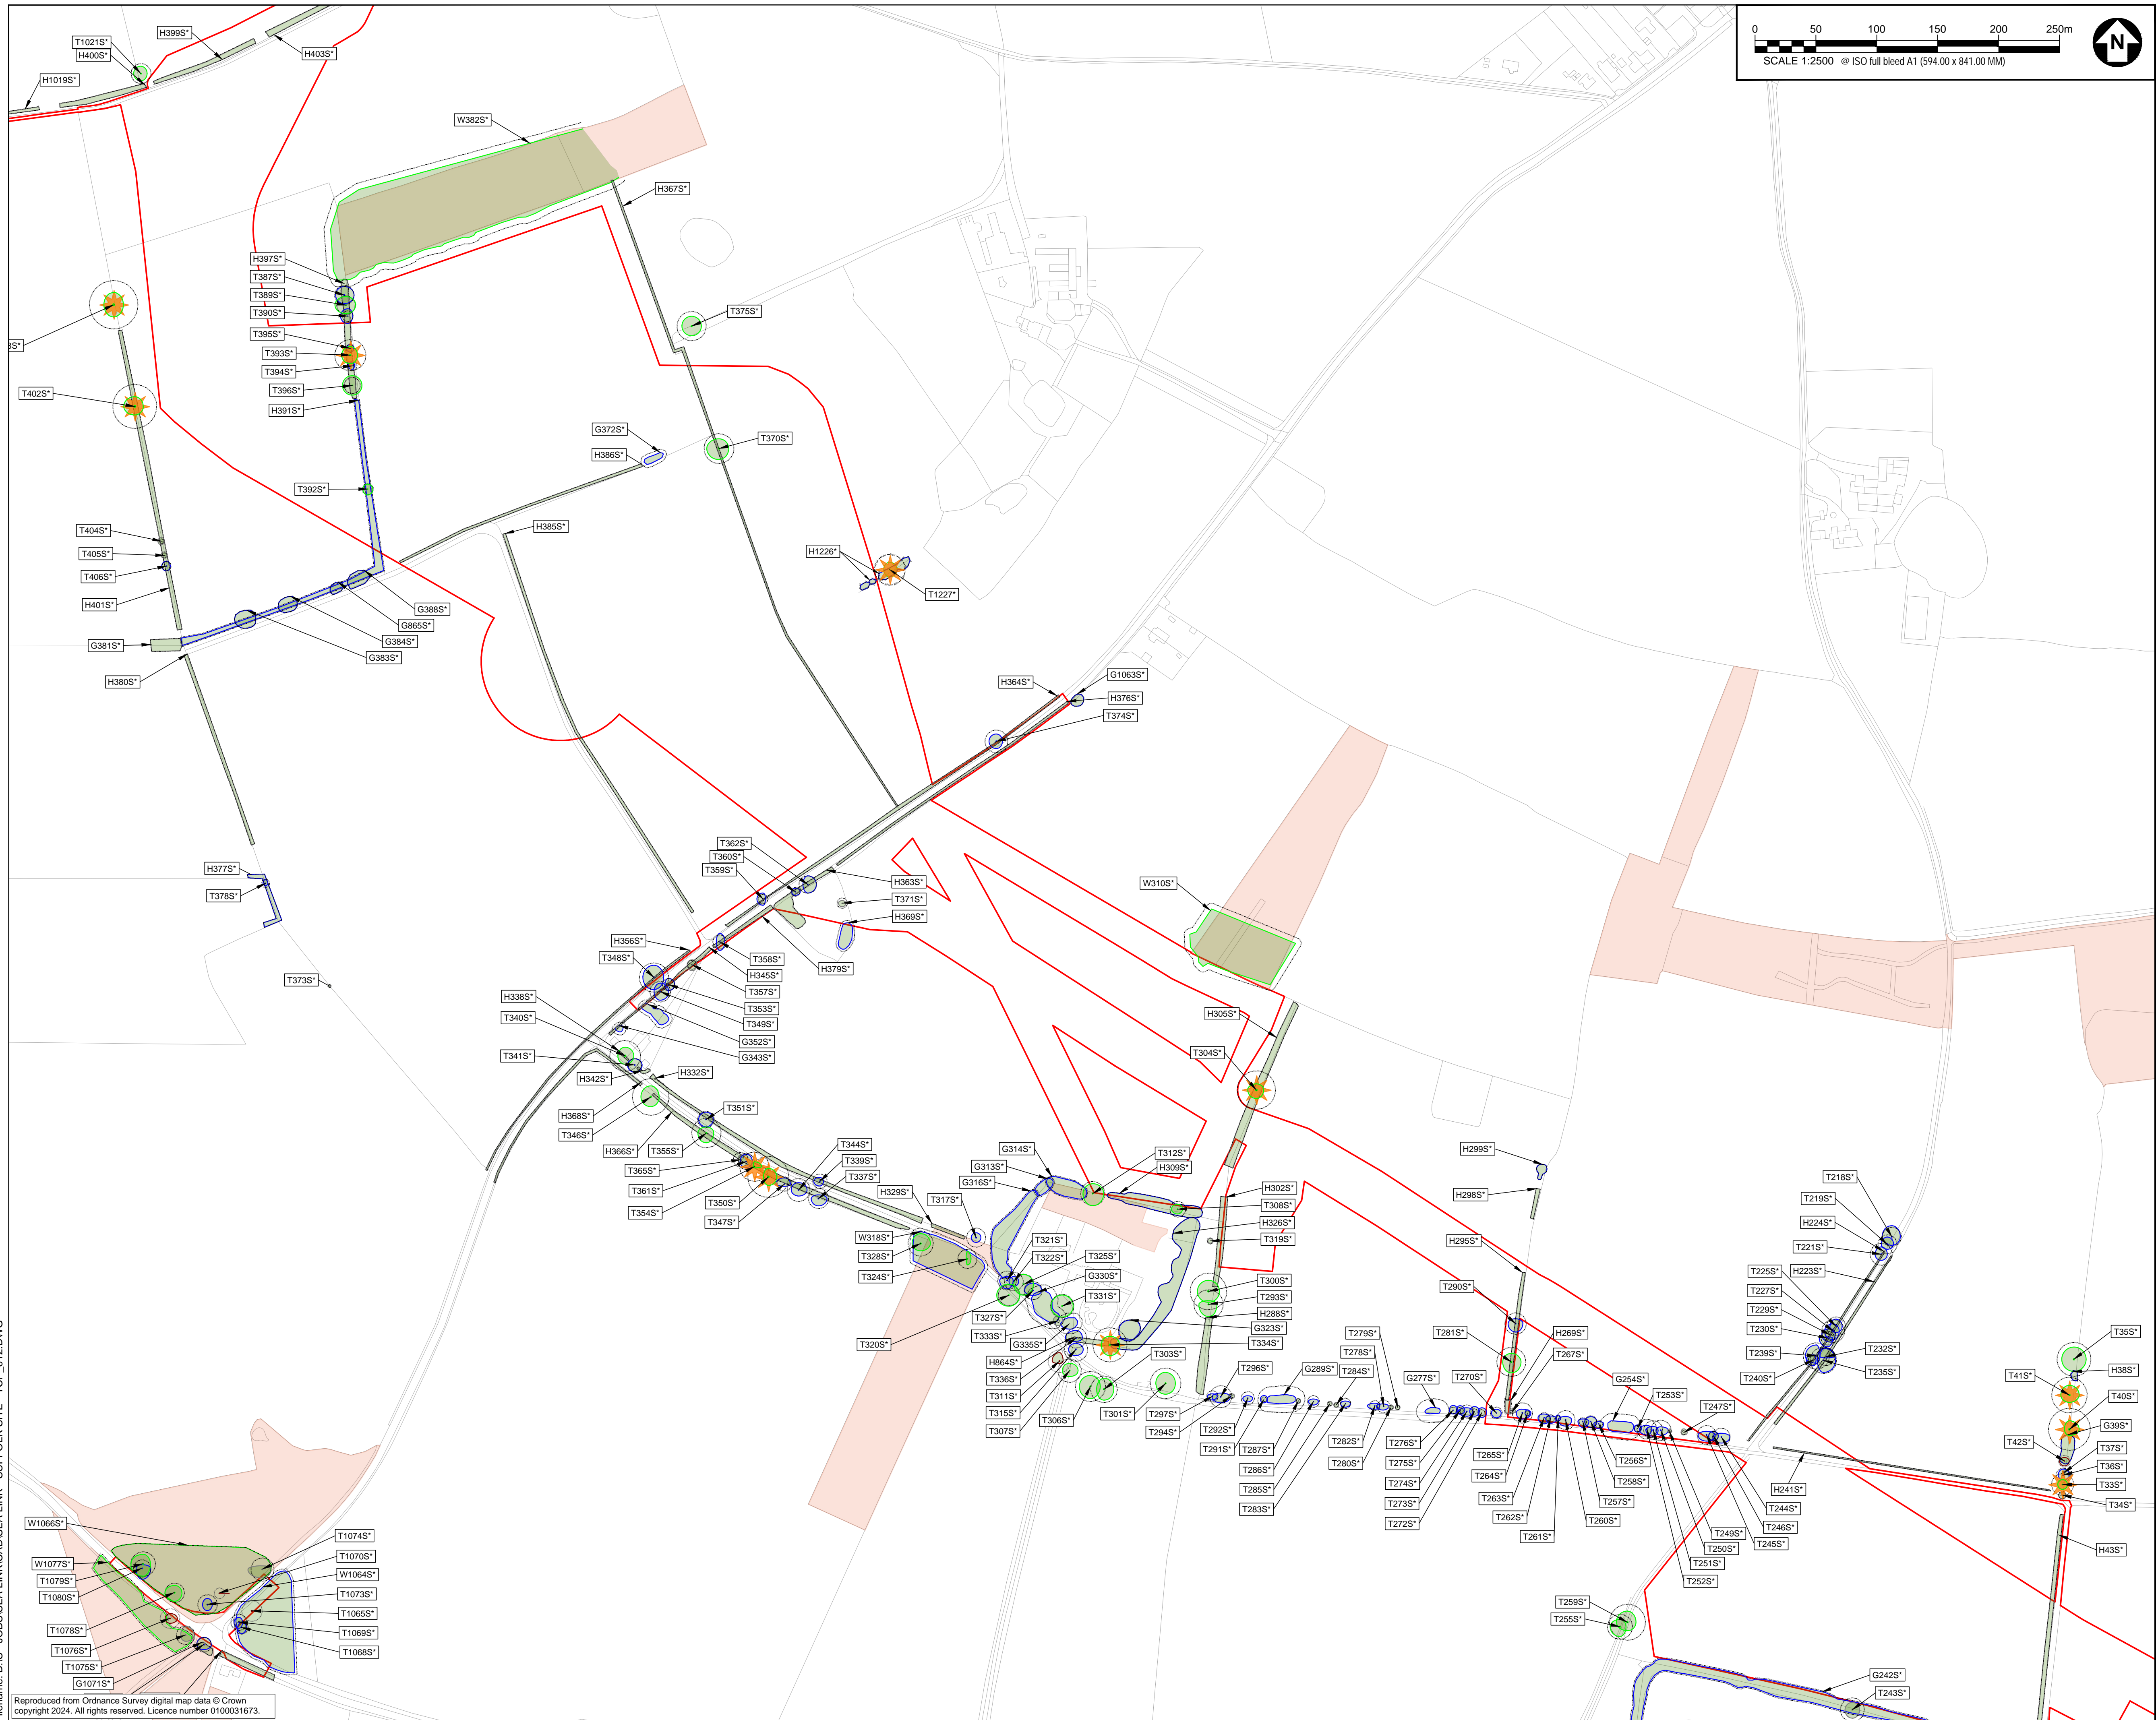 0 50 100 150 200 250m
SCALE 1:2500 @ ISO full bleed A1 (594.00 x 841.00 MM)
N
H399S*
T1021S*
H400S*
H403S*
H1019S*
W382S*
H367S*
H397S*
T387S*
T389S*
T390S*
T395S*
T393S*
T394S*
T396S*
H391S*
T375S*
T402S*
T370S*
G372S*
H386S*
T392S*
H385S*
T404S*
T405S*
T406S*
H401S*
H1226*
T1227*
G388S*
G865S*
G384S*
G383S*
G381S*
H380S*
H364S*
G1063S*
H376S*
T374S*
H377S*
T378S*
T362S*
T360S*
T359S*
H363S*
T371S*
H369S*
W310S*
H356S*
T348S*
T358S*
H345S*
H379S*
T357S*
T373S*
H338S*
T340S*
T353S*
T349S*
G352S*
G343S*
T341S*
H342S*
H332S*
H305S*
T304S*
H368S*
T346S*
T351S*
H366S*
T355S*
T344S*
T339S*
T337S*
T365S*
T361S*
T354S*
T350S*
T347S*
G314S*
G313S*
G316S*
T312S*
H309S*
H329S*
T317S*
H302S*
T308S*
H326S*
T319S*
W318S*
T328S*
T324S*
T321S*
T322S*
T325S*
G330S*
T331S*
T300S*
T293S*
H288S*
G323S*
T334S*
T327S*
T333S*
G335S*
T320S*
H864S*
T336S*
T311S*
T315S*
T307S*
T303S*
T306S*
T301S*
T296S*
G289S*
T279S*
T278S*
T284S*
T297S*
T294S*
T292S*
T291S*
T287S*
T286S*
T285S*
T283S*
T282S*
T280S*
G277S*
T270S*
T276S*
T275S*
T274S*
T273S*
T272S*
H299S*
H298S*
H295S*
T290S*
T281S*
H269S*
T267S*
G254S*
T253S*
T247S*
T265S*
T264S*
T263S*
T262S*
T261S*
T260S*
T257S*
T258S*
T256S*
T252S*
T251S*
T250S*
T249S*
T245S*
T246S*
T244S*
H241S*
T218S*
T219S*
H224S*
T221S*
H223S*
T225S*
T227S*
T229S*
T230S*
T239S*
T240S*
T232S*
T235S*
T35S*
H38S*
T41S*
T40S*
G39S*
T42S*
T37S*
T36S*
T33S*
T34S*
H43S*
T259S*
T255S*
G242S*
T243S*
W1066S*
W1077S*
T1079S*
T1080S*
T1078S*
T1076S*
T1075S*
G1071S*
T1074S*
T1070S*
W1064S*
T1073S*
T1065S*
T1069S*
T1068S*
Reproduced from Ordnance Survey digital map data © Crown
copyright 2024. All rights reserved. Licence number 0100031673.